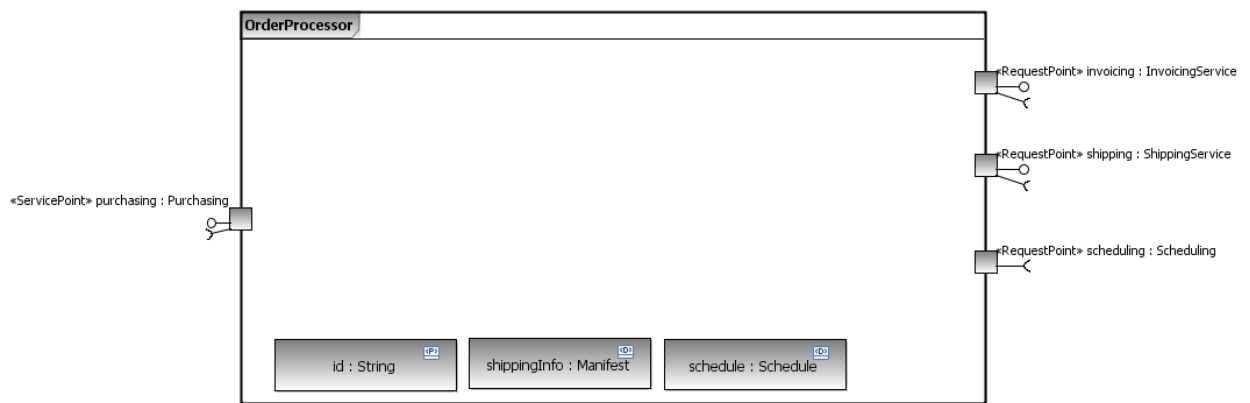 OrderProcessor
«RequestPoint» invoicing : InvoicingService
«RequestPoint» shipping : ShippingService
«ServicePoint» purchasing : Purchasing
«RequestPoint» scheduling : Scheduling
«P»
id : String
«D»
shippingInfo : Manifest
«D»
schedule : Schedule